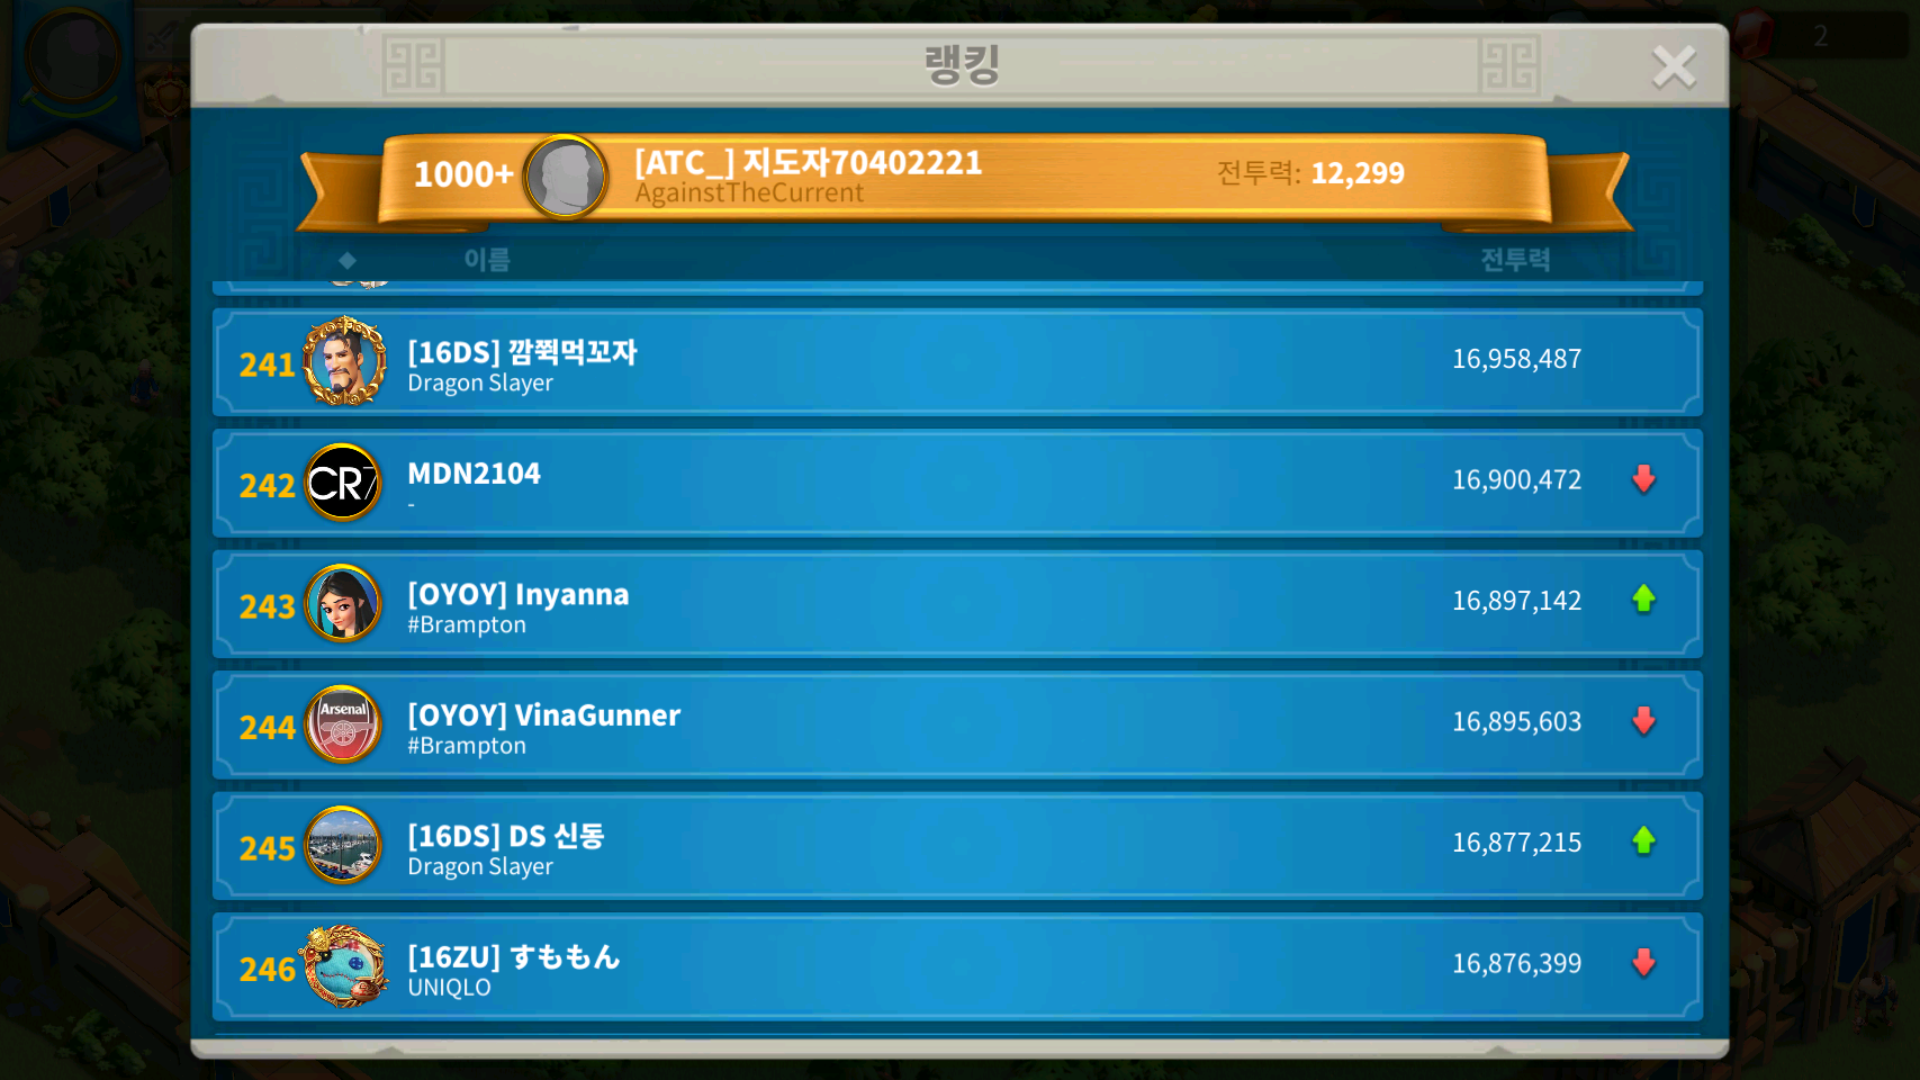 랭킹
2
1000+ [ATC_] 지도자70402221 전투력: 12,299
AgainstTheCurrent
이름 전투력
241 [16DS] 깜찍먹꼬자 16,958,487
Dragon Slayer
242 CR7 MDN2104 16,900,472
-
243 [OYOY] Inyanna 16,897,142
#Brampton
244 Arsenal [OYOY] VinaGunner 16,895,603
#Brampton
245 [16DS] DS 신동 16,877,215
Dragon Slayer
246 [16ZU] すももん 16,876,399
UNIQLO